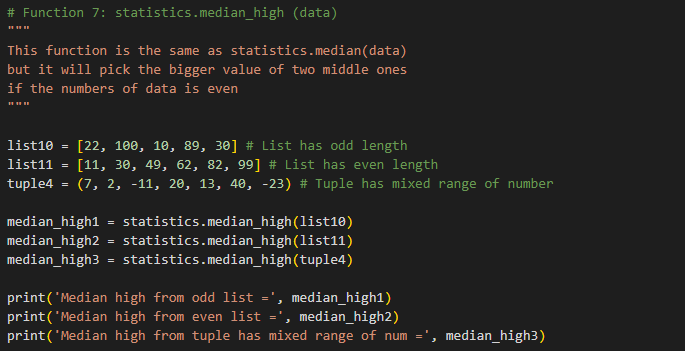 # Function 7: statistics.median_high (data)
"""
This function is the same as statistics.median(data)
but it will pick the bigger value of two middle ones
if the numbers of data is even
"""
list10 = [22, 100, 10, 89, 30] # List has odd length
list11 = [11, 30, 49, 62, 82, 99] # List has even length
tuple4 = (7, 2, -11, 20, 13, 40, -23) # Tuple has mixed range of number
median_high1 = statistics.median_high(list10)
median_high2 = statistics.median_high(list11)
median_high3 = statistics.median_high(tuple4)
print('Median high from odd list =', median_high1)
print('Median high from even list =', median_high2)
print('Median high from tuple has mixed range of num =', median_high3)